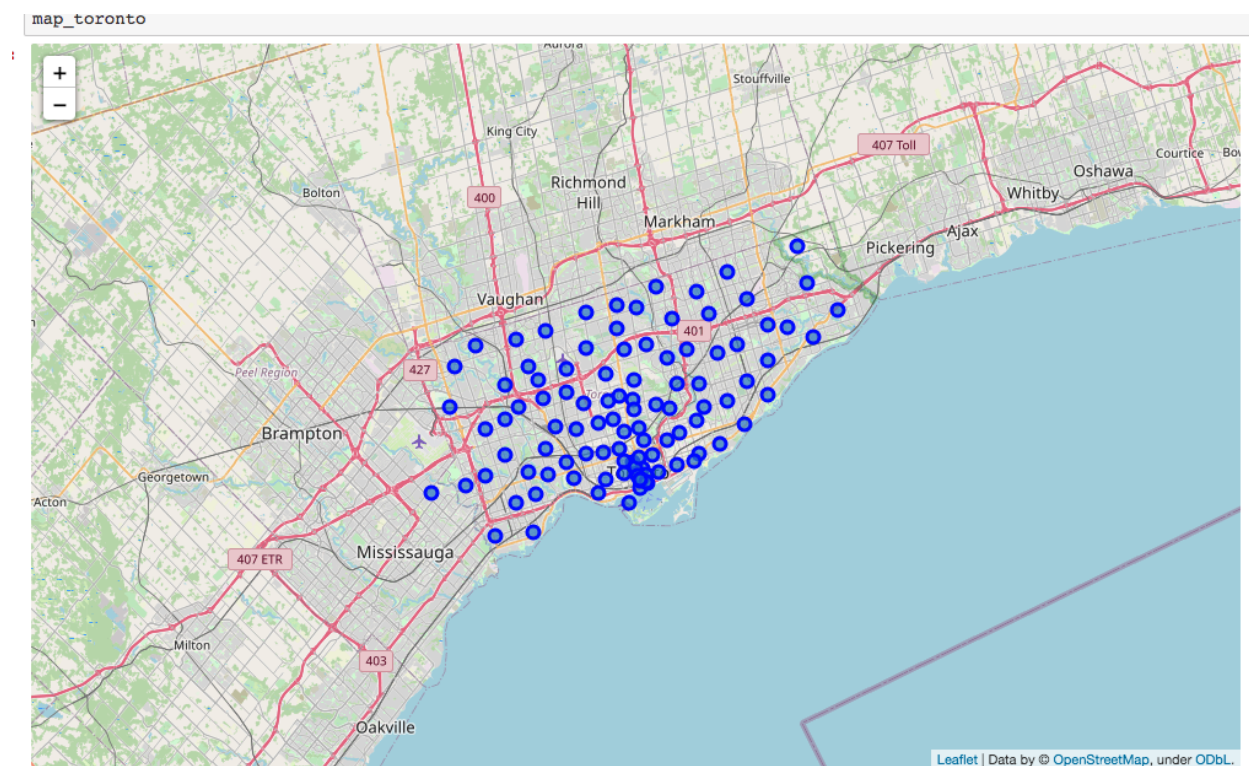 map_toronto
+
−
Aurora
Stouffville
King City
407 Toll
Courtice
Oshawa
Bolton
400
Richmond
Hill
Whitby
Markham
Ajax
Pickering
Vaughan
401
427
Peel Region
Brampton
Georgetown
Acton
Mississauga
407 ETR
Milton
403
Oakville
Leaflet | Data by © OpenStreetMap, under ODbL.